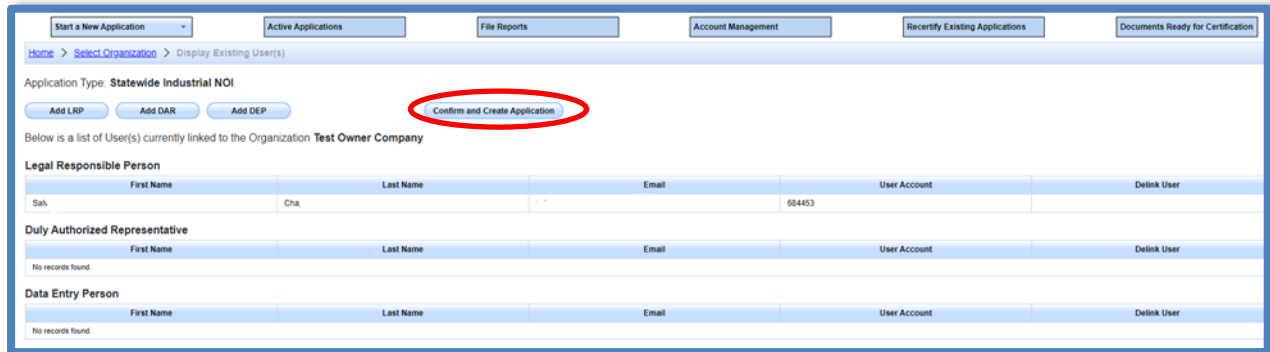 Start a New Application Active Applications File Reports Account Management Recertify Existing Applications Documents Ready for Certification
Home > Select Organization > Display Existing User(s)
Application Type: Statewide Industrial NOI
Add LRP Add DAR Add DEP Confirm and Create Application
Below is a list of User(s) currently linked to the Organization Test Owner Company
Legal Responsible Person
First Name Last Name Email User Account Delink User
Cha 684453
Duly Authorized Representative
First Name Last Name Email User Account Delink User
No records found.
Data Entry Person
First Name Last Name Email User Account Delink User
No records found.